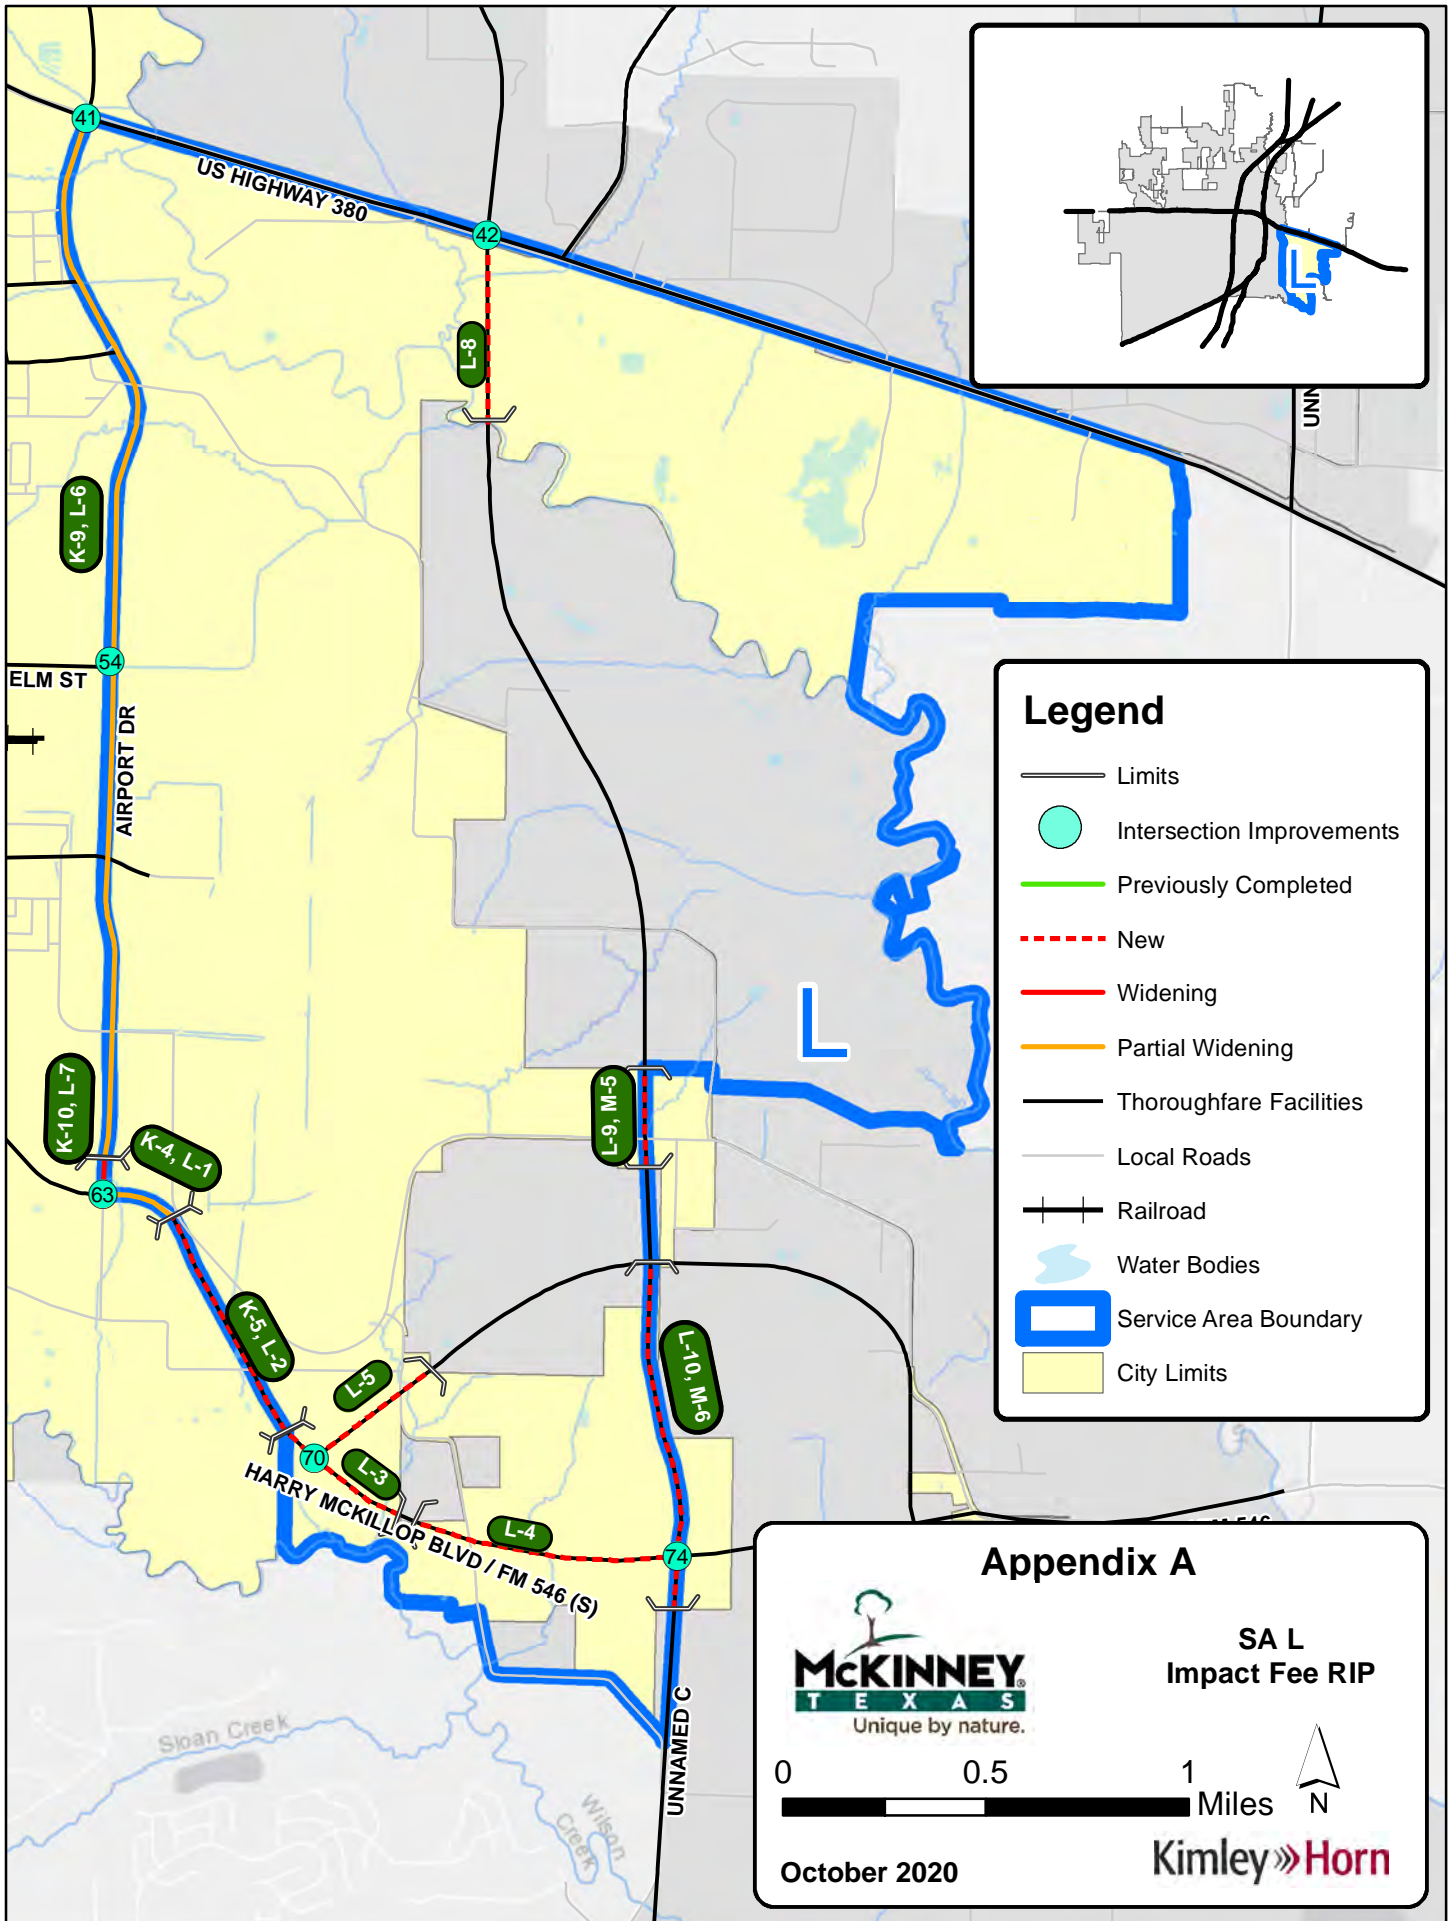 41
US HIGHWAY 380
42
L
UNN
L-8
K-9, L-6
54
ELM ST
AIRPORT DR
Legend
Limits
Intersection Improvements
Previously Completed
New
Widening
Partial Widening
Thoroughfare Facilities
Local Roads
Railroad
Water Bodies
Service Area Boundary
City Limits
L
K-10, L-7
K-4, L-1
L-9, M-5
63
K-5, L-2
L-5
L-10, M-6
70
L-3
HARRY MCKILLOP BLVD / FM 546 (S)
L-4
74
UNNAMED C
Sloan Creek
Wilson
Creek
Appendix A
McKINNEY®
TEXAS
Unique by nature.
SA L
Impact Fee RIP
0 0.5 1
Miles
N
October 2020
Kimley»Horn